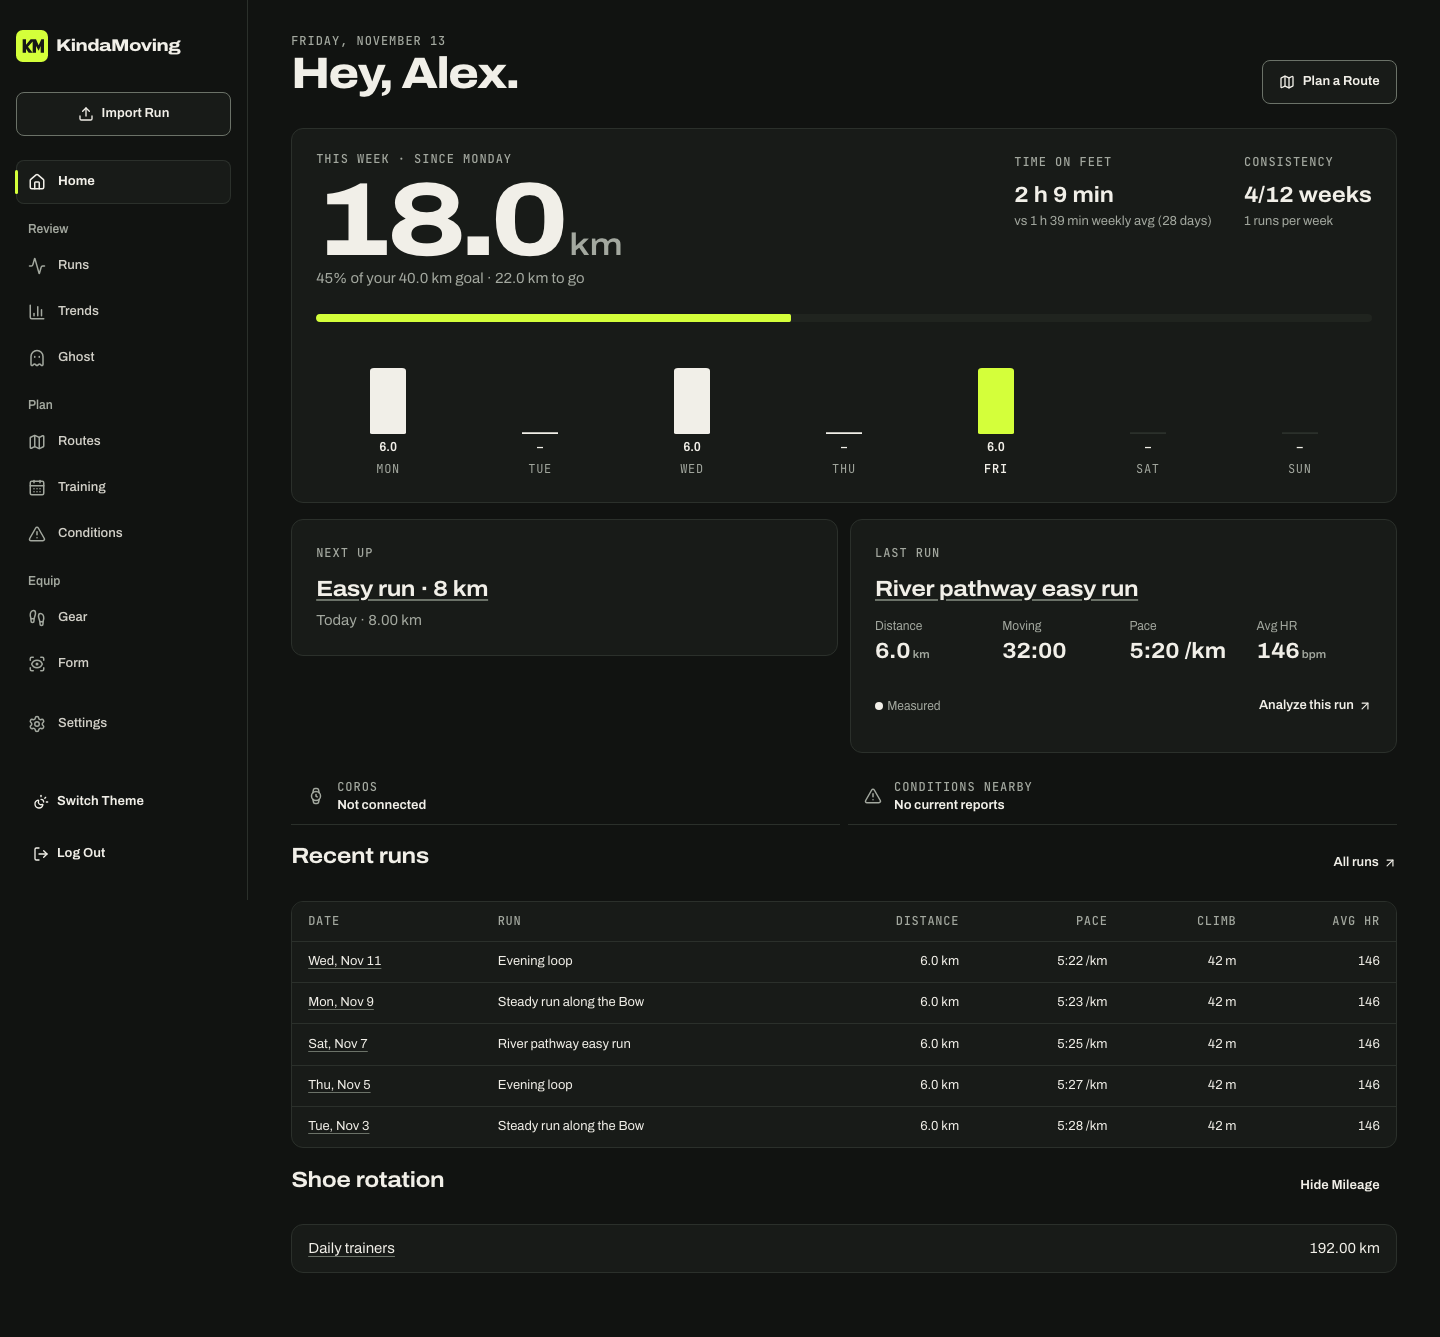 KM KindaMoving
Import Run
Home
Review
Runs
Trends
Ghost
Plan
Routes
Training
Conditions
Equip
Gear
Form
Settings
Switch Theme
Log Out
FRIDAY, NOVEMBER 13
Hey, Alex.
Plan a Route
THIS WEEK · SINCE MONDAY
18.0 km
45% of your 40.0 km goal · 22.0 km to go
TIME ON FEET
2 h 9 min
vs 1 h 39 min weekly avg (28 days)
CONSISTENCY
4/12 weeks
1 runs per week
6.0 – 6.0 – 6.0 – –
MON TUE WED THU FRI SAT SUN
NEXT UP
Easy run · 8 km
Today · 8.00 km
LAST RUN
River pathway easy run
Distance Moving Pace Avg HR
6.0 km 32:00 5:20 /km 146 bpm
Measured Analyze this run
COROS
Not connected
CONDITIONS NEARBY
No current reports
Recent runs
All runs
DATE RUN DISTANCE PACE CLIMB AVG HR
Wed, Nov 11 Evening loop 6.0 km 5:22 /km 42 m 146
Mon, Nov 9 Steady run along the Bow 6.0 km 5:23 /km 42 m 146
Sat, Nov 7 River pathway easy run 6.0 km 5:25 /km 42 m 146
Thu, Nov 5 Evening loop 6.0 km 5:27 /km 42 m 146
Tue, Nov 3 Steady run along the Bow 6.0 km 5:28 /km 42 m 146
Shoe rotation
Hide Mileage
Daily trainers 192.00 km